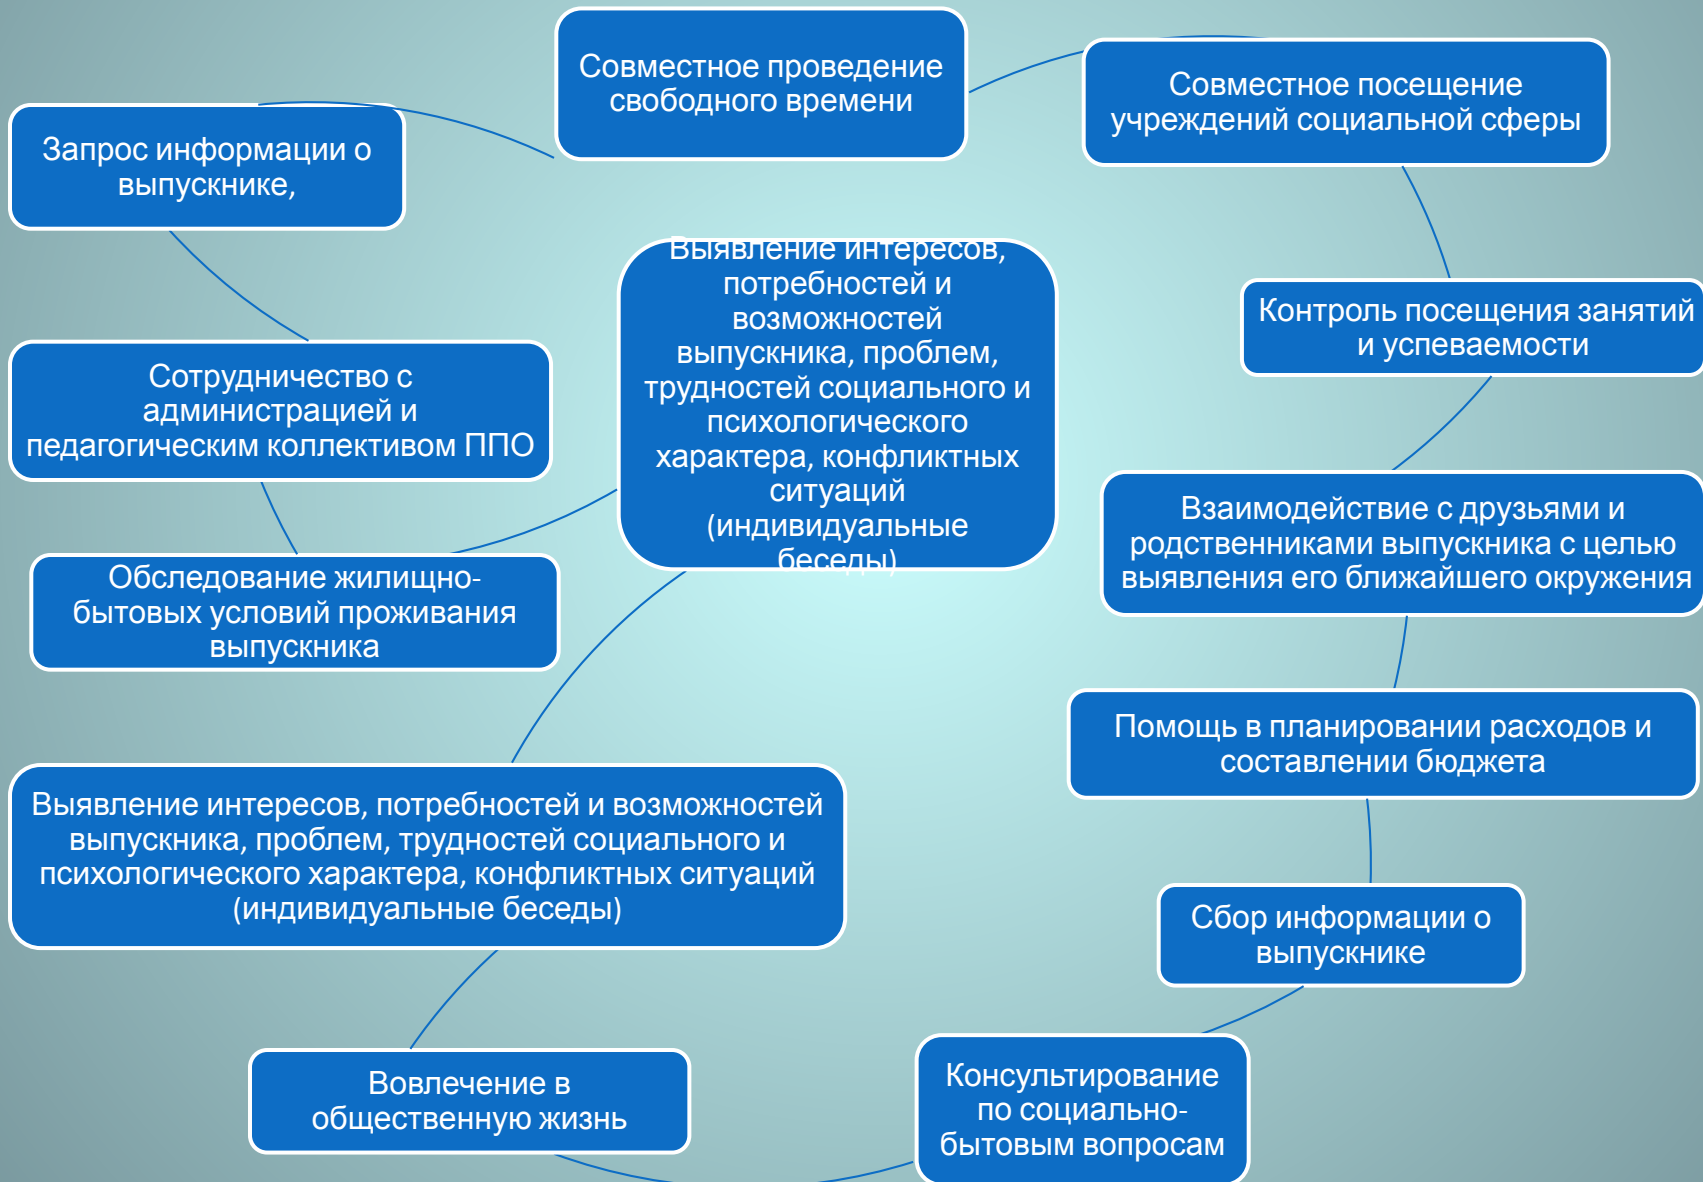 Совместное проведение
свободного времени
Совместное посещение
учреждений социальной сферы
Запрос информации о
выпускнике,
Выявление интересов,
потребностей и
возможностей
выпускника, проблем,
трудностей социального и
психологического
характера, конфликтных
ситуаций
(индивидуальные
беседы)
Контроль посещения занятий
и успеваемости
Сотрудничество с
администрацией и
педагогическим коллективом ППО
Взаимодействие с друзьями и
родственниками выпускника с целью
выявления его ближайшего окружения
Обследование жилищно-
бытовых условий проживания
выпускника
Помощь в планировании расходов и
составлении бюджета
Выявление интересов, потребностей и возможностей
выпускника, проблем, трудностей социального и
психологического характера, конфликтных ситуаций
(индивидуальные беседы)
Сбор информации о
выпускнике
Вовлечение в
общественную жизнь
Консультирование
по социально-
бытовым вопросам